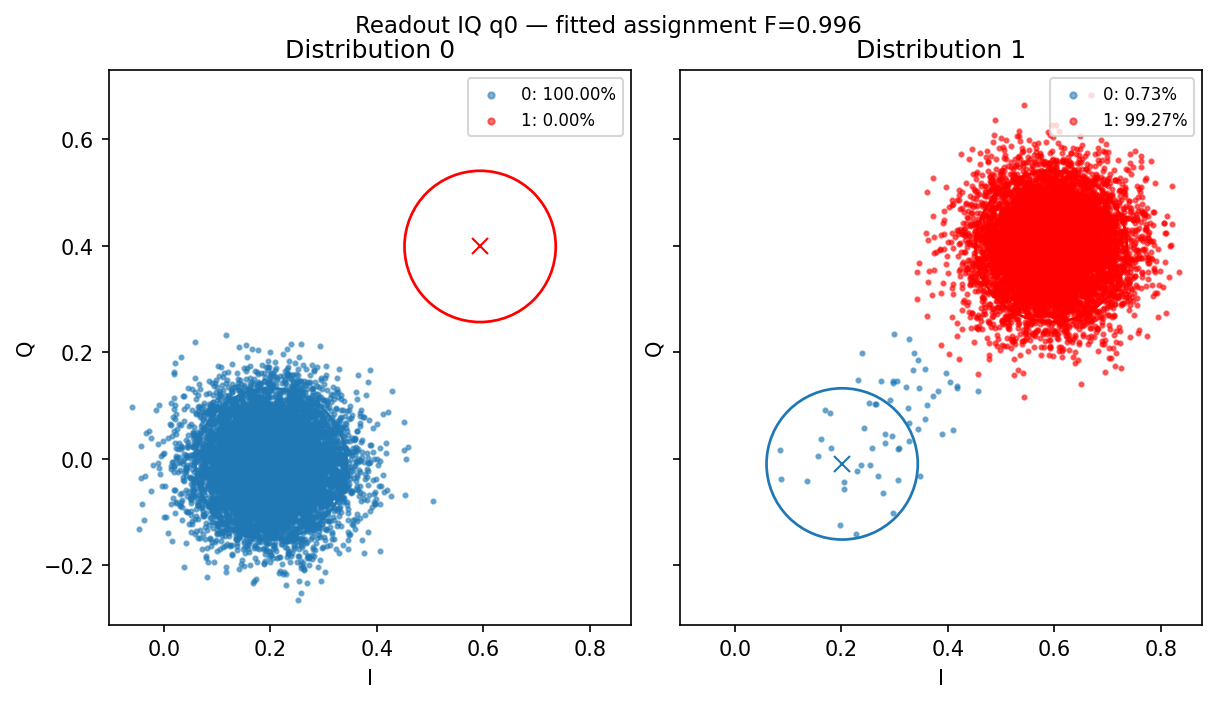 Readout IQ q0 — fitted assignment F=0.996
Distribution 0
Distribution 1
0: 100.00%
1: 0.00%
0: 0.73%
1: 99.27%
Q
0.6
0.4
0.2
0.0
−0.2
Q
0.0 0.2 0.4 0.6 0.8
0.0 0.2 0.4 0.6 0.8
I
I